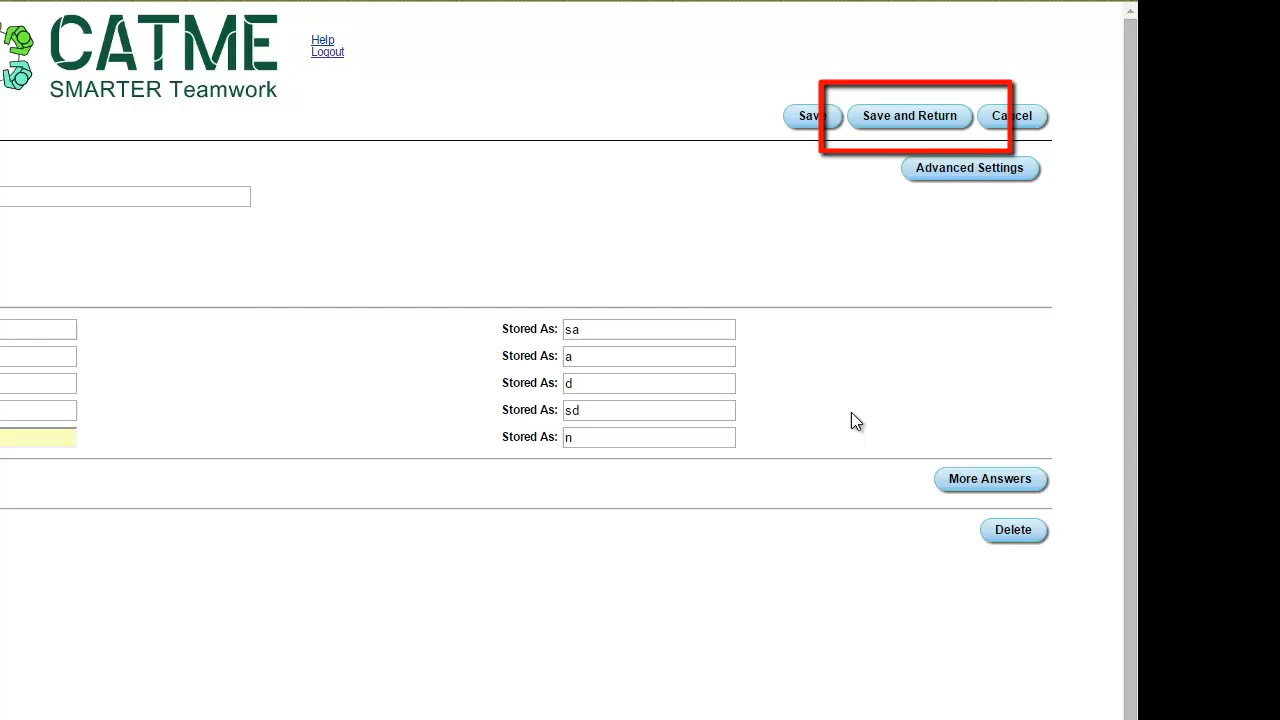 CATME
SMARTER Teamwork
Help
Logout
Save
Save and Return
Cancel
Advanced Settings
Stored As: sa
Stored As: a
Stored As: d
Stored As: sd
Stored As: n
More Answers
Delete